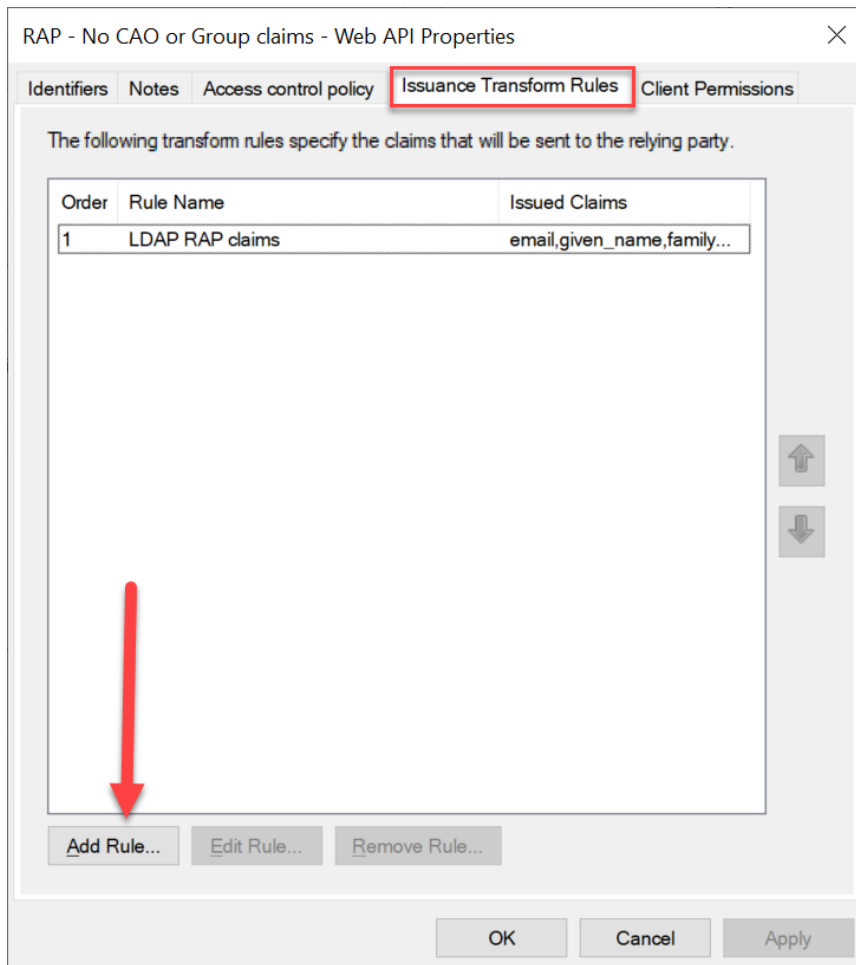 RAP - No CAO or Group claims - Web API Properties
Identifiers Notes Access control policy Issuance Transform Rules Client Permissions
The following transform rules specify the claims that will be sent to the relying party.
Order Rule Name Issued Claims
1 LDAP RAP claims email,given_name,family...
Add Rule... Edit Rule... Remove Rule...
OK Cancel Apply